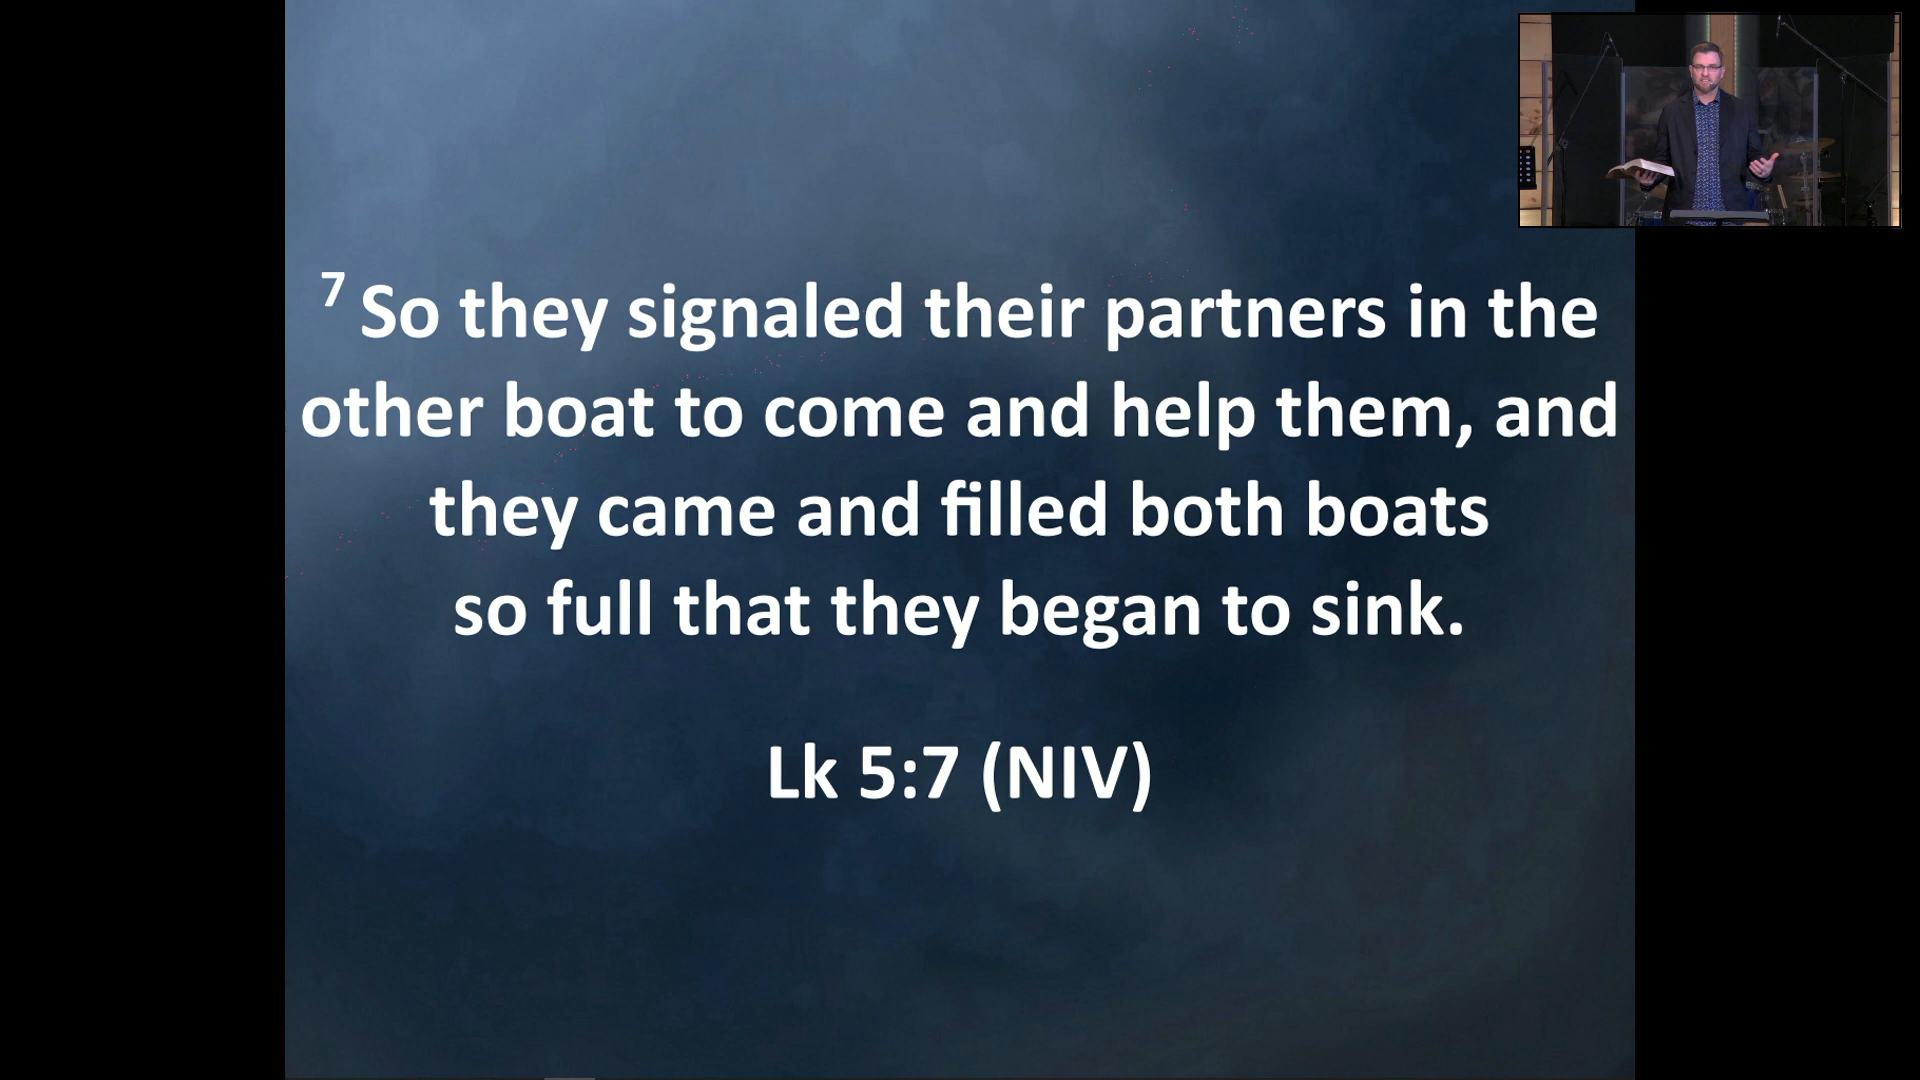 7 So they signaled their partners in the
other boat to come and help them, and
they came and filled both boats
so full that they began to sink.
Lk 5:7 (NIV)